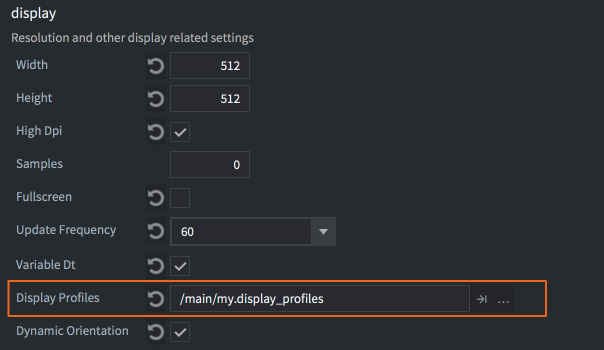 display
Resolution and other display related settings
Width 512
Height 512
High Dpi
Samples 0
Fullscreen
Update Frequency 60
Variable Dt
Display Profiles /main/my.display_profiles ...
Dynamic Orientation